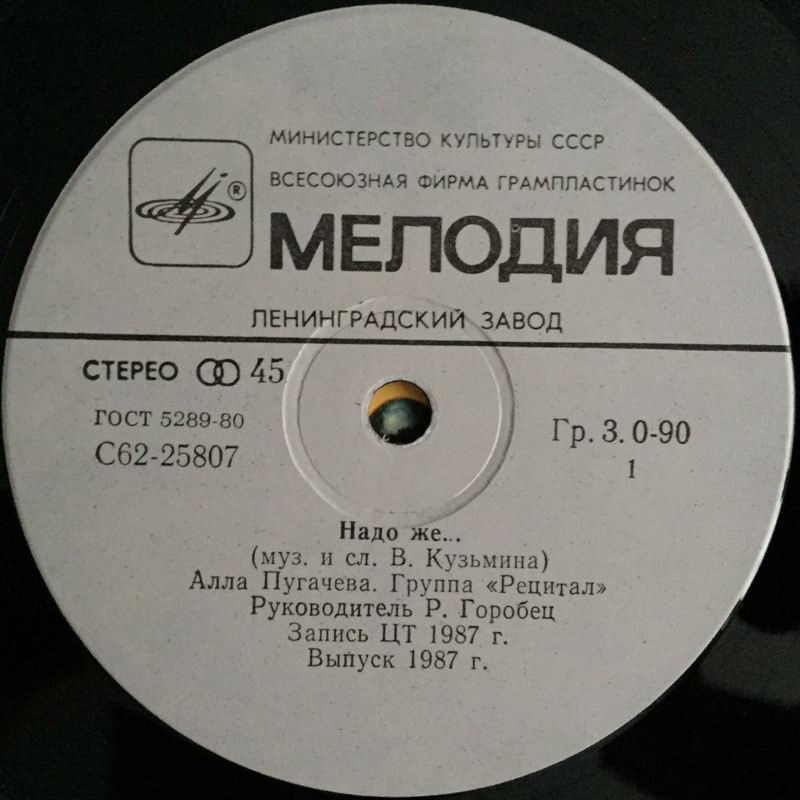 МИНИСТЕРСТВО КУЛЬТУРЫ СССР
ВСЕСОЮЗНАЯ ФИРМА ГРАМПЛАСТИНОК
®
МЕЛОДИЯ
ЛЕНИНГРАДСКИЙ ЗАВОД
СТЕРЕО 45
ГОСТ 5289-80
С62-25807
Гр. 3. 0-90
1
Надо же...
(муз. и сл. В. Кузьмина)
Алла Пугачева. Группа «Рецитал»
Руководитель Р. Горобец
Запись ЦТ 1987 г.
Выпуск 1987 г.